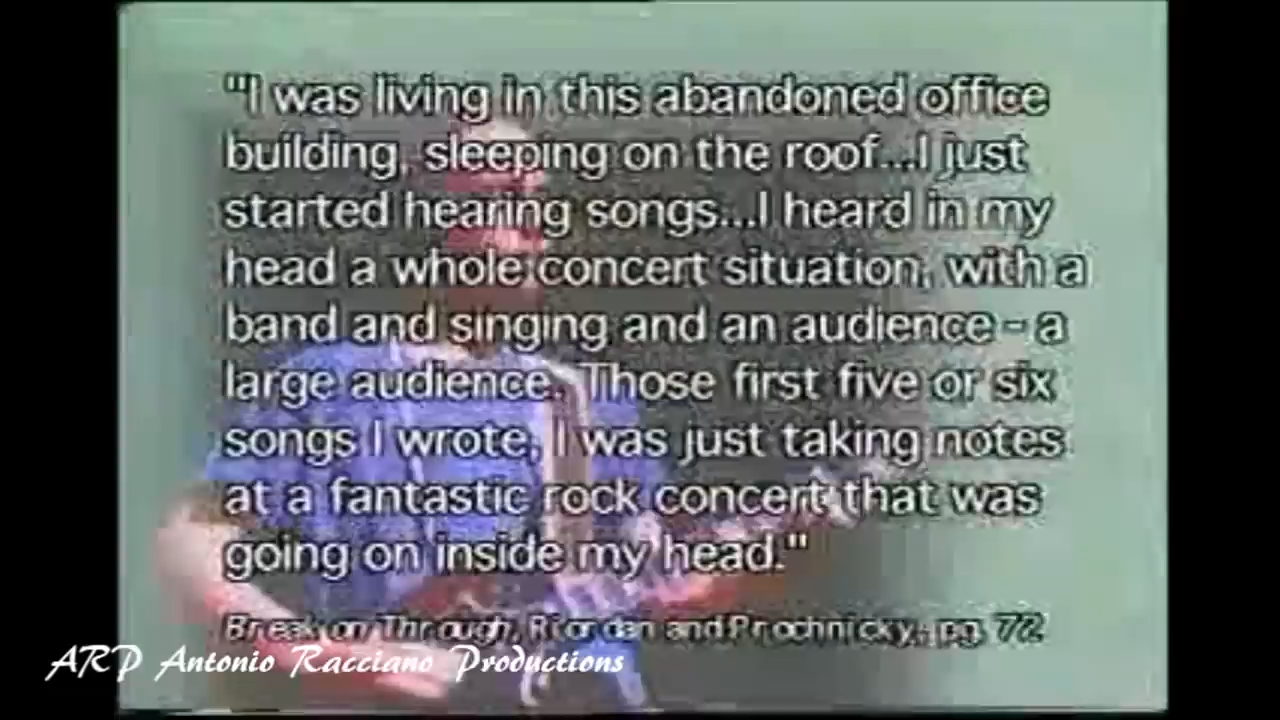 "I was living in this abandoned office
building, sleeping on the roof...I just
started hearing songs...I heard in my
head a whole concert situation, with a
band and singing and an audience - a
large audience. Those first five or six
songs I wrote, I was just taking notes
at a fantastic rock concert that was
going on inside my head."
Break on Through, Riordan and Prochnicky, pg. 72
ARP Antonio Racciano Productions